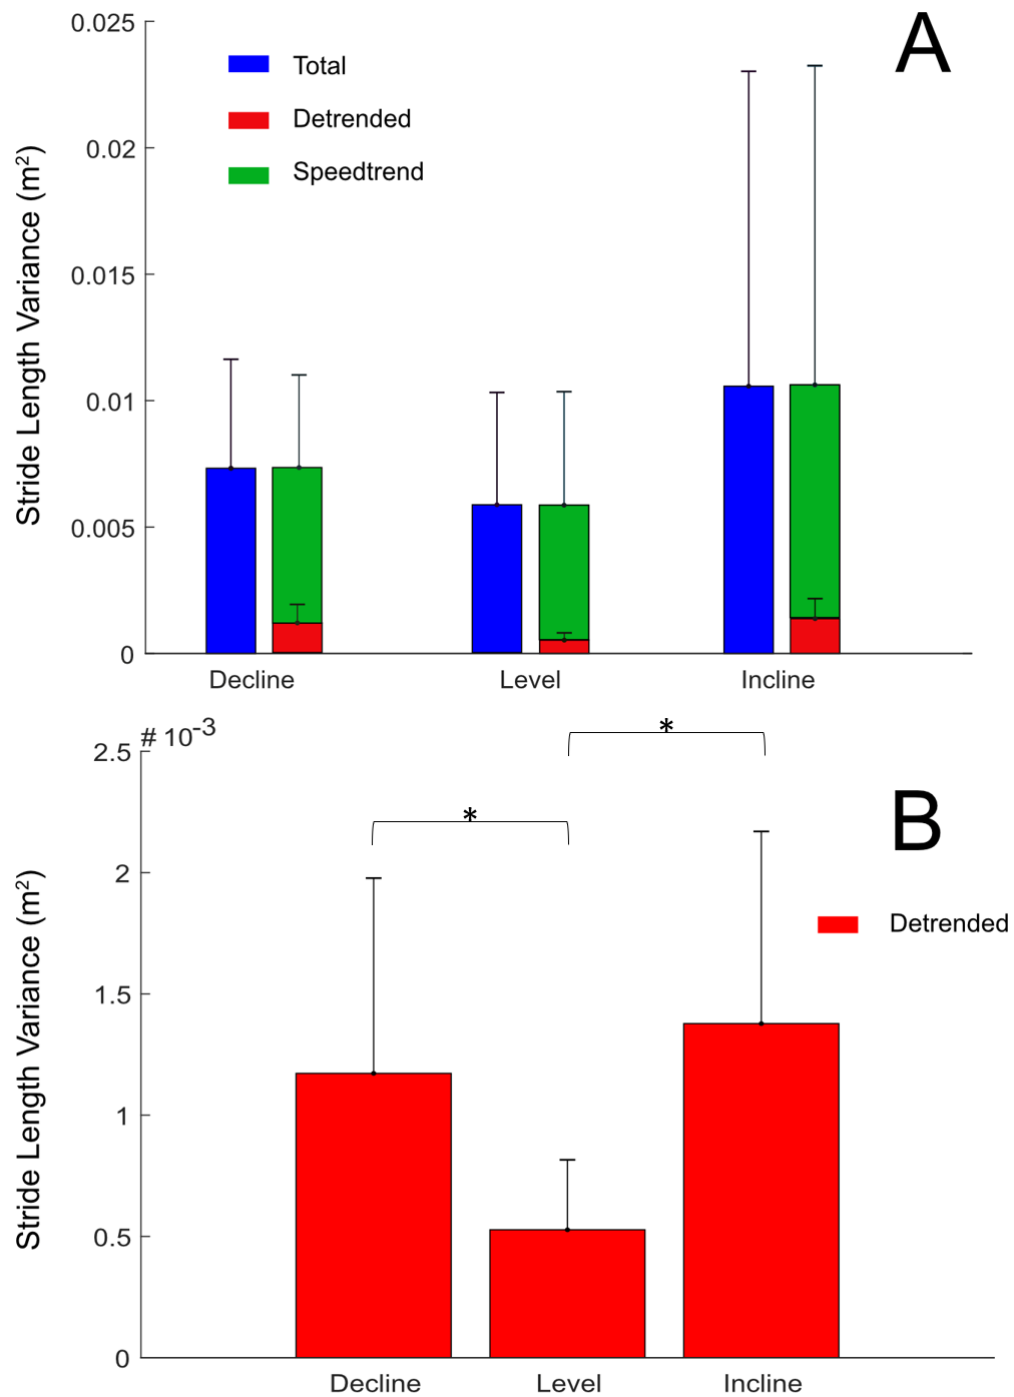 A
0.025
Total
Detrended
Speedtrend
0.02
0.015
0.01
0.005
0
Stride Length Variance (m²)
Decline Level Incline
# 10⁻³
*
*
B
Detrended
2.5
2
1.5
1
0.5
0
Stride Length Variance (m²)
Decline Level Incline